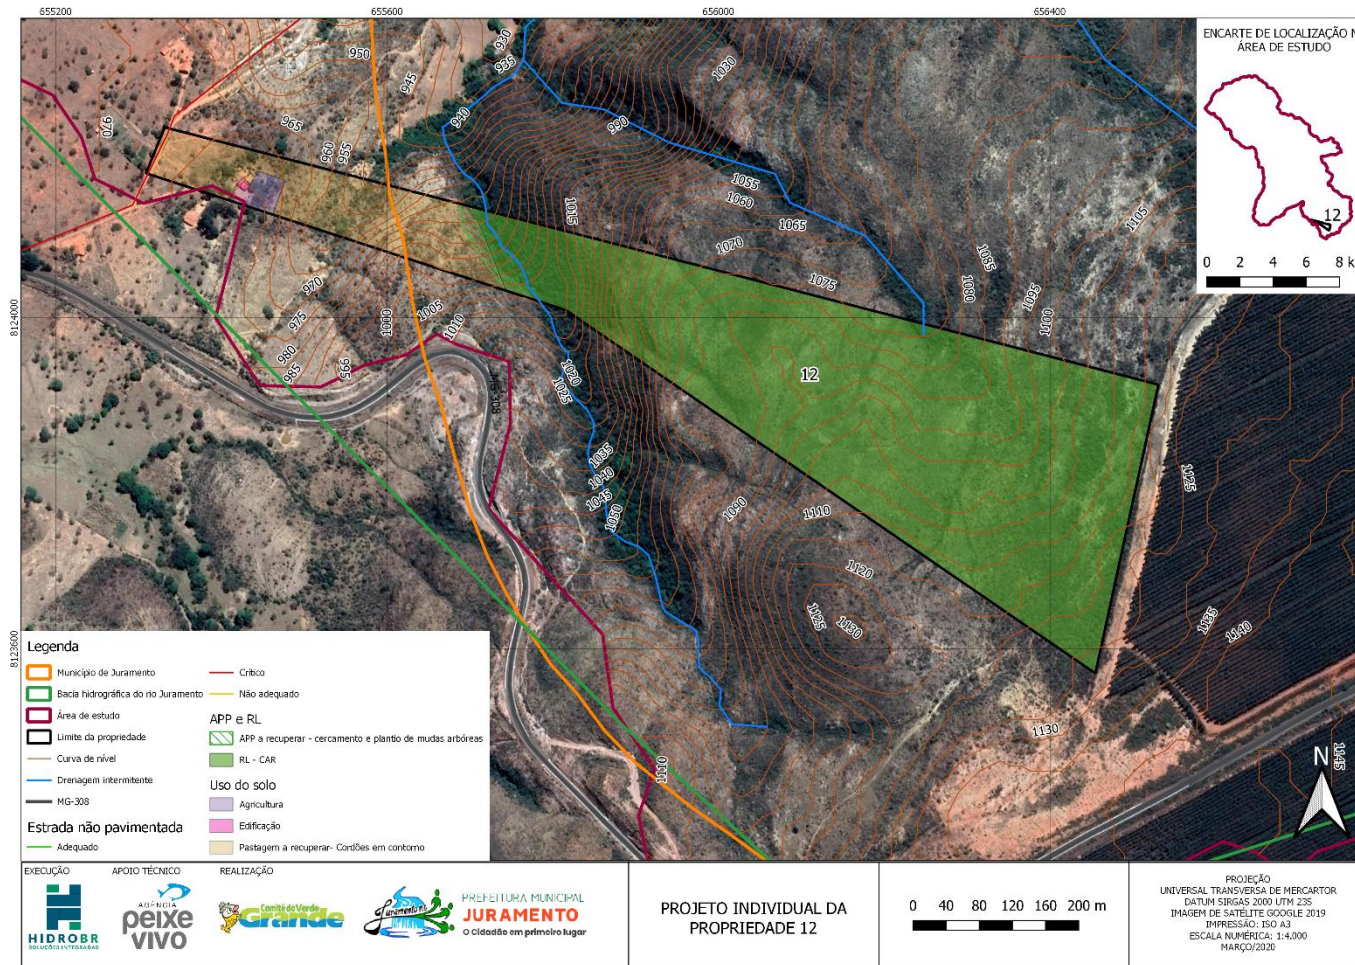 655200
655600
656000
656400
8124000
8123600
ENCARTE DE LOCALIZAÇÃO N
ÁREA DE ESTUDO
12
0 2 4 6 8 k
950
930
935
945
940
970
965
960
955
1030
990
1055
1060
1065
1070
1075
1015
1105
1085
1080
1095
1100
970
975
980
985
995
1000
1005
1010
MG-308
1020
1025
12
1035
1040
1045
1050
1090
1110
1120
1125
1130
1125
1135
1140
1130
1145
1110
N
Legenda
Município de Juramento
Bacia hidrográfica do rio Juramento
Área de estudo
Limite da propriedade
Curva de nível
Drenagem intermitente
MG-308
Estrada não pavimentada
Adequado
Crítico
Não adequado
APP e RL
APP a recuperar - cercamento e plantio de mudas arbóreas
RL - CAR
Uso do solo
Agricultura
Edificação
Pastagem a recuperar- Cordões em contorno
EXECUÇÃO
HIDROBR
SOLUÇÕES INTEGRADAS
APOIO TÉCNICO
AGÊNCIA
peixe
vivo
REALIZAÇÃO
Comitê do Verde
Grande
PREFEITURA MUNICIPAL
JURAMENTO
O Cidadão em primeiro lugar
PROJETO INDIVIDUAL DA
PROPRIEDADE 12
0 40 80 120 160 200 m
PROJEÇÃO
UNIVERSAL TRANSVERSA DE MERCARTOR
DATUM SIRGAS 2000 UTM 23S
IMAGEM DE SATÉLITE GOOGLE 2019
IMPRESSÃO: ISO A3
ESCALA NUMÉRICA: 1:4.000
MARÇO/2020